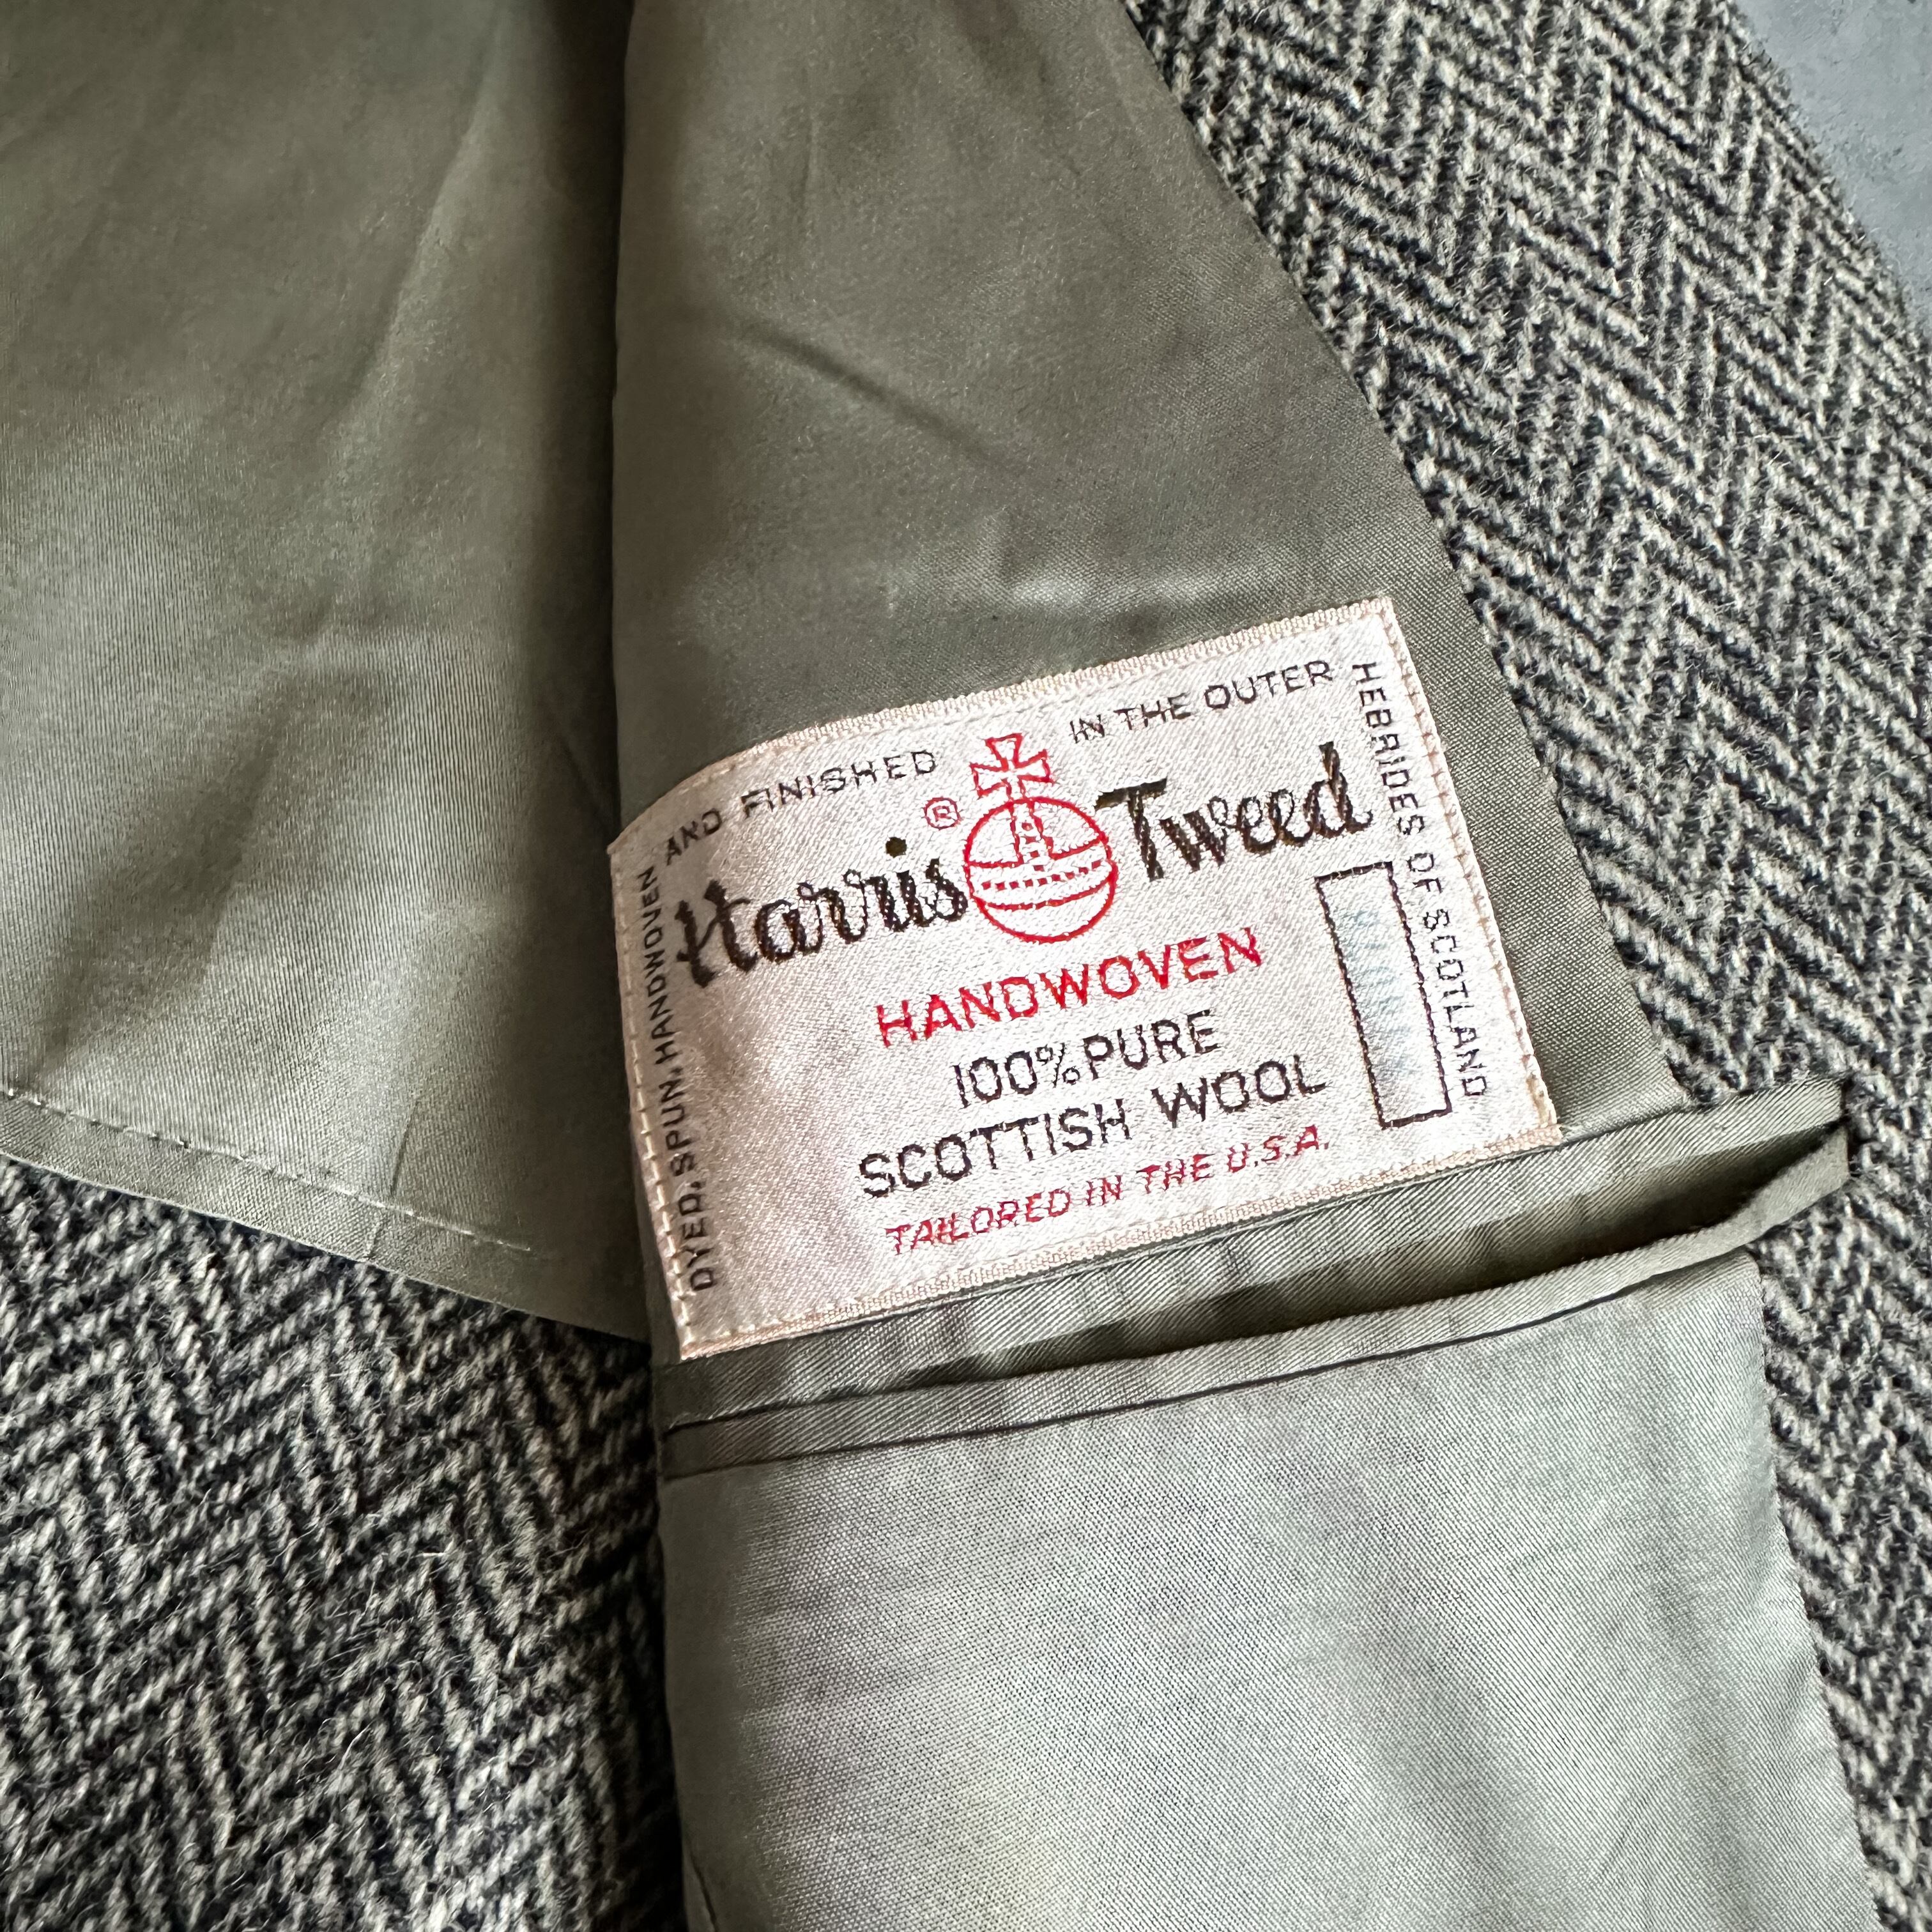 DYED, SPUN, HANDWOVEN AND FINISHED IN THE OUTER HEBRIDES OF SCOTLAND
®
Harris Tweed
HANDWOVEN
100% PURE
SCOTTISH WOOL
TAILORED IN THE U.S.A.